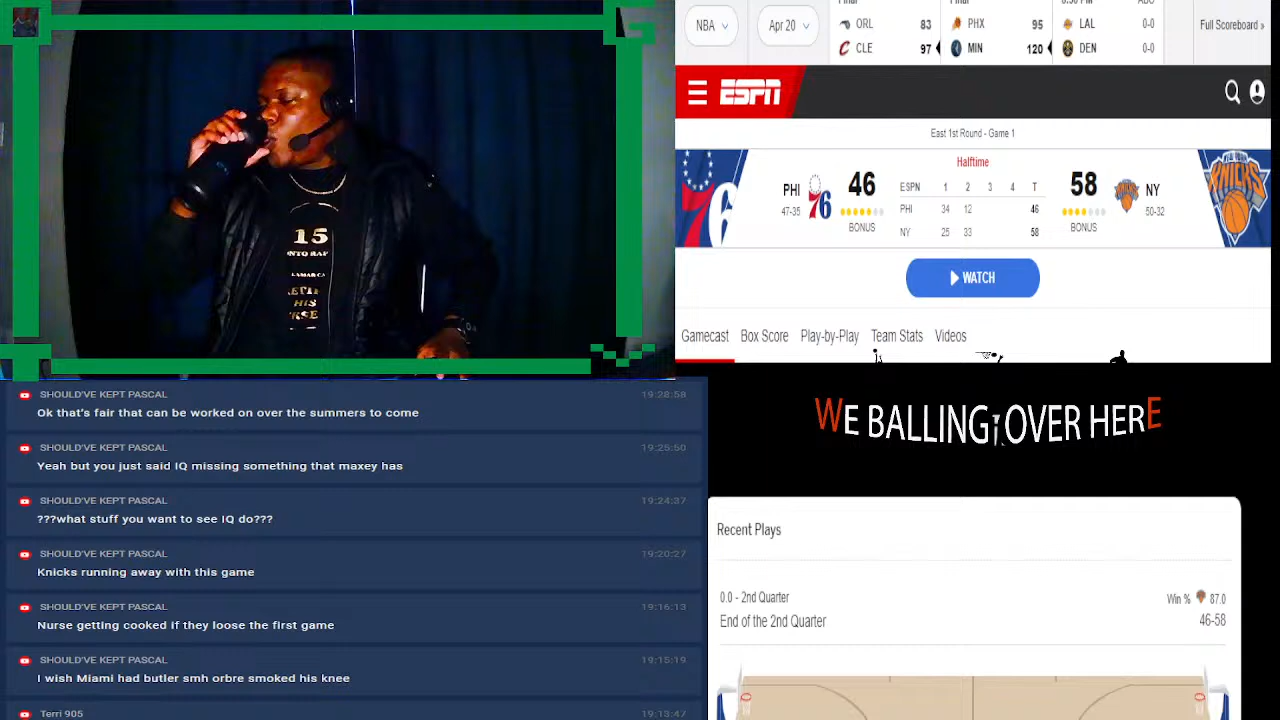 NBA
Apr 20
ORL 83
CLE 97
PHX 95
MIN 120
LAL 0-0
DEN 0-0
Full Scoreboard »
ESPN
East 1st Round - Game 1
Halftime
PHI
47-35
76
46
BONUS
ESPN 1 2 3 4 T
PHI 34 12 46
NY 25 33 58
58
BONUS
NY
50-32
KNICKS
WATCH
Gamecast Box Score Play-by-Play Team Stats Videos
15
HIS
SHOULD'VE KEPT PASCAL 19:28:58
Ok that's fair that can be worked on over the summers to come
SHOULD'VE KEPT PASCAL 19:25:50
Yeah but you just said IQ missing something that maxey has
SHOULD'VE KEPT PASCAL 19:24:37
???what stuff you want to see IQ do???
SHOULD'VE KEPT PASCAL 19:20:27
Knicks running away with this game
SHOULD'VE KEPT PASCAL 19:16:13
Nurse getting cooked if they loose the first game
SHOULD'VE KEPT PASCAL 19:15:19
I wish Miami had butler smh orbre smoked his knee
Terri 905 19:13:47
WE BALLING OVER HERE
Recent Plays
0.0 - 2nd Quarter
End of the 2nd Quarter
Win % 87.0
46-58